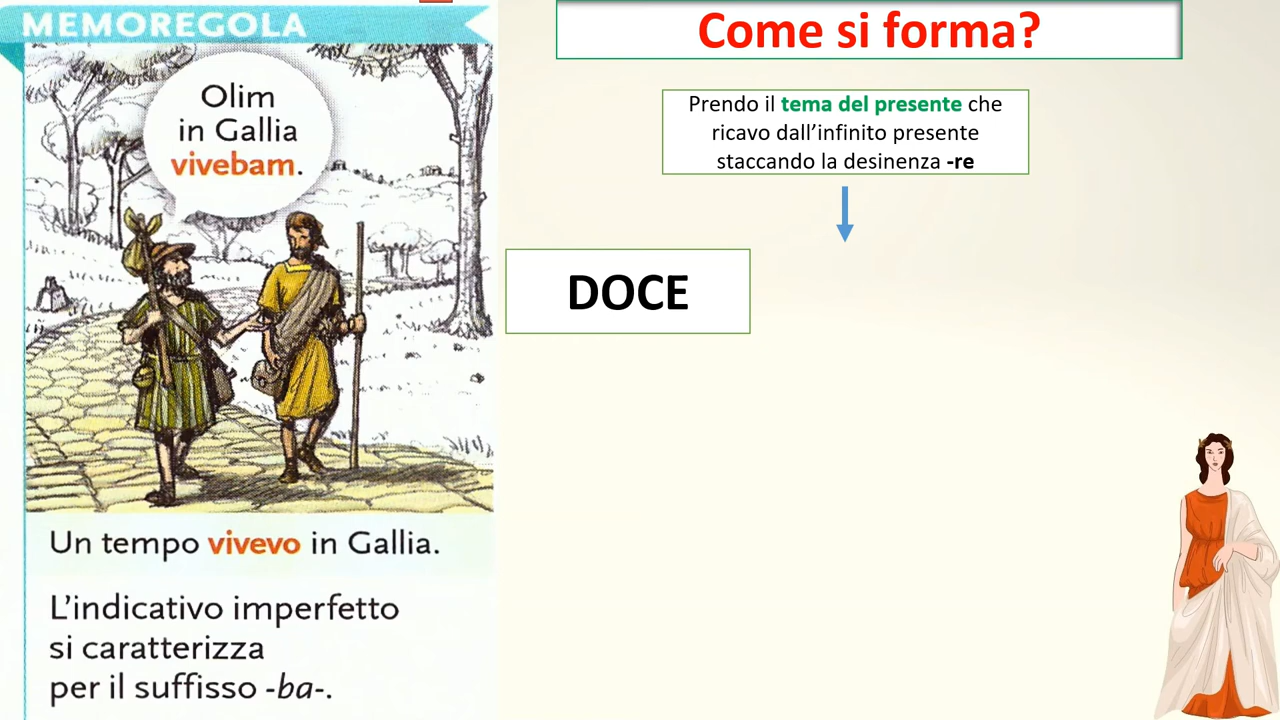 MEMOREGOLA
Olim
in Gallia
vivebam.
Un tempo vivevo in Gallia.
L'indicativo imperfetto
si caratterizza
per il suffisso -ba-.
Come si forma?
Prendo il tema del presente che
ricavo dall'infinito presente
staccando la desinenza -re
DOCE